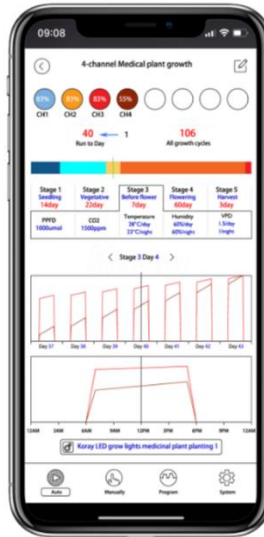 09:08
4-channel Medical plant growth
83% 83% 83% 55%
CH1 CH2 CH3 CH4
40 1 106
Run to Day All growth cycles
Stage 1 Stage 2 Stage 3 Stage 4 Stage 5
Seedling Vegetative Before flower Flowering Harvest
14day 22day 7day 60day 3day
PPFD CO2 Temperature Humidity VPD
1000umol 1500ppm 28°C/day 60%/day 1.5/day
23°C/night 60%/night 1/night
Stage 3 Day 4
Day 37 Day 38 Day 39 Day 40 Day 41 Day 42 Day 43
12AM 2AM 6AM 9AM 12PM 3PM 6PM 9PM 12AM
Koray LED grow lights medicinal plant planting 1
Auto Manually Program System